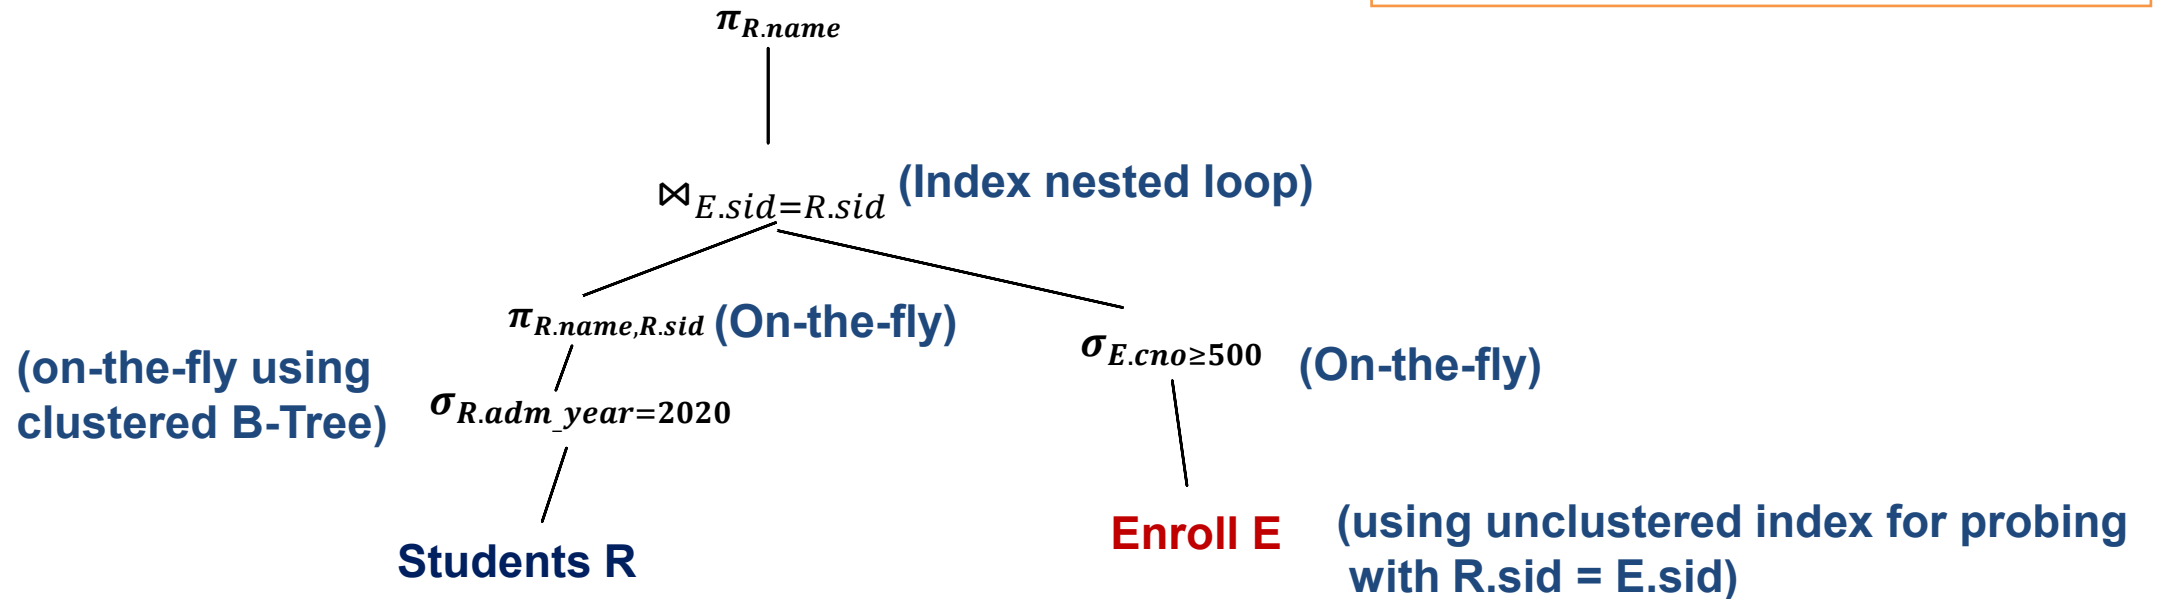 π R.name
⋈ E.sid=R.sid (Index nested loop)
π R.name,R.sid (On-the-fly)
σ E.cno≥500 (On-the-fly)
(on-the-fly using
clustered B-Tree)
σ R.adm_year=2020
Enroll E
(using unclustered index for probing
with R.sid = E.sid)
Students R